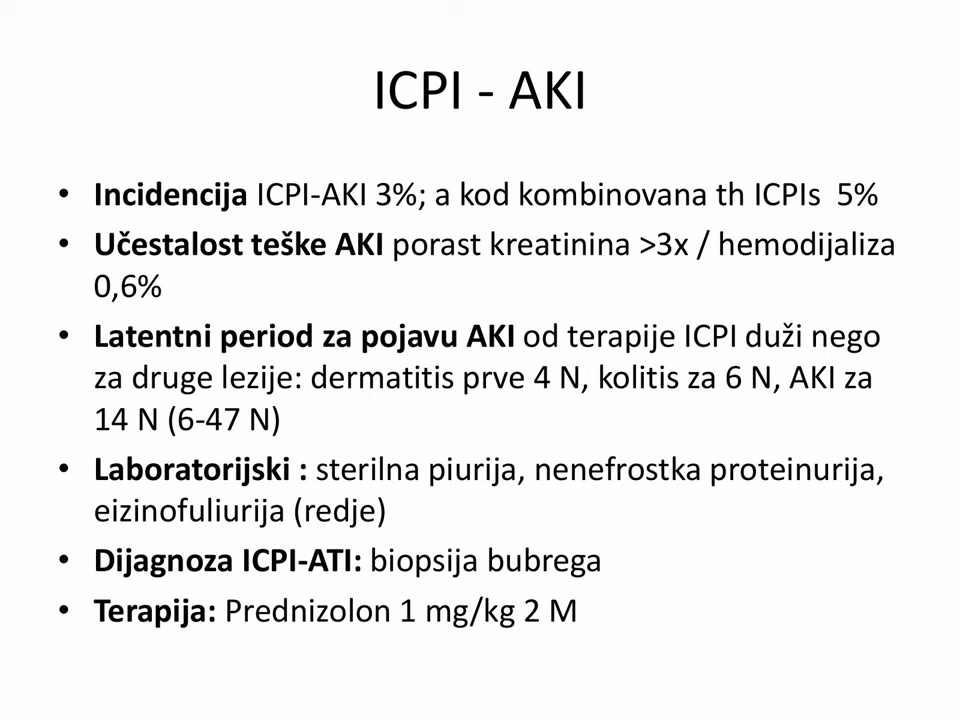 ICPI - AKI
• Incidencija ICPI-AKI 3%; a kod kombinovana th ICPIs 5%
• Učestalost teške AKI porast kreatinina >3x / hemodijaliza
0,6%
• Latentni period za pojavu AKI od terapije ICPI duži nego
za druge lezije: dermatitis prve 4 N, kolitis za 6 N, AKI za
14 N (6-47 N)
• Laboratorijski : sterilna piurija, nenefrostka proteinurija,
eizinofuliurija (redje)
• Dijagnoza ICPI-ATI: biopsija bubrega
• Terapija: Prednizolon 1 mg/kg 2 M